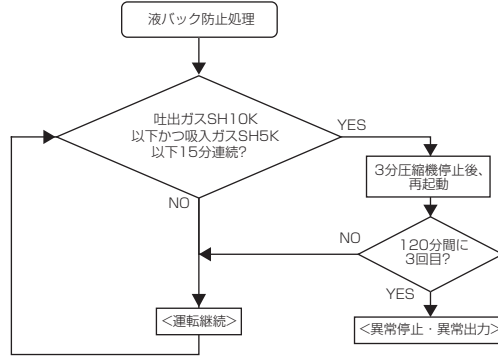 液バック防止処理
吐出ガスSH10K
以下かつ吸入ガスSH5K
以下15分連続?
YES
3分圧縮機停止後、
再起動
NO
NO
120分間に
3回目?
YES
<運転継続>
<異常停止・異常出力>